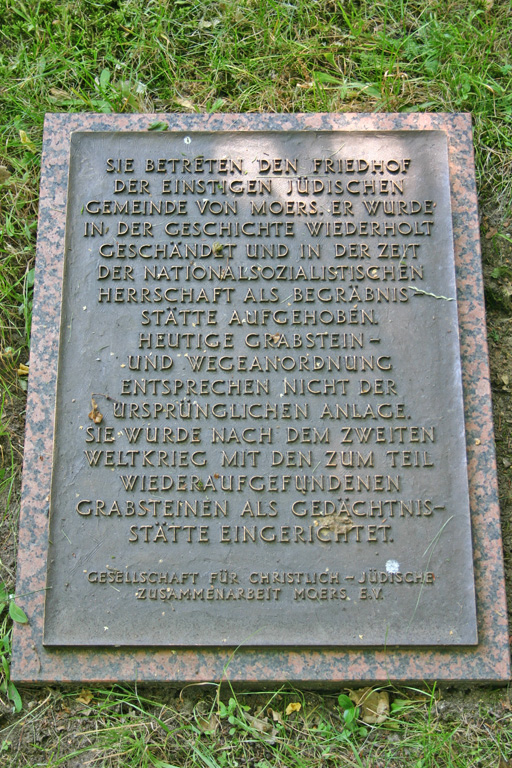 SIE BETRETEN DEN FRIEDHOF
DER EINSTIGEN JÜDISCHEN
GEMEINDE VON MOERS. ER WURDE
IN DER GESCHICHTE WIEDERHOLT
GESCHÄNDET UND IN DER ZEIT
DER NATIONALSOZIALISTISCHEN
HERRSCHAFT ALS BEGRÄBNIS-
STÄTTE AUFGEHOBEN.
HEUTIGE GRABSTEIN-
UND WEGEANORDNUNG
ENTSPRECHEN NICHT DER
URSPRÜNGLICHEN ANLAGE.
SIE WURDE NACH DEM ZWEITEN
WELTKRIEG MIT DEN ZUM TEIL
WIEDERAUFGEFUNDENEN
GRABSTEINEN ALS GEDÄCHTNIS-
STÄTTE EINGERICHTET.
GESELLSCHAFT FÜR CHRISTLICH-JÜDISCHE
ZUSAMMENARBEIT MOERS. E.V.